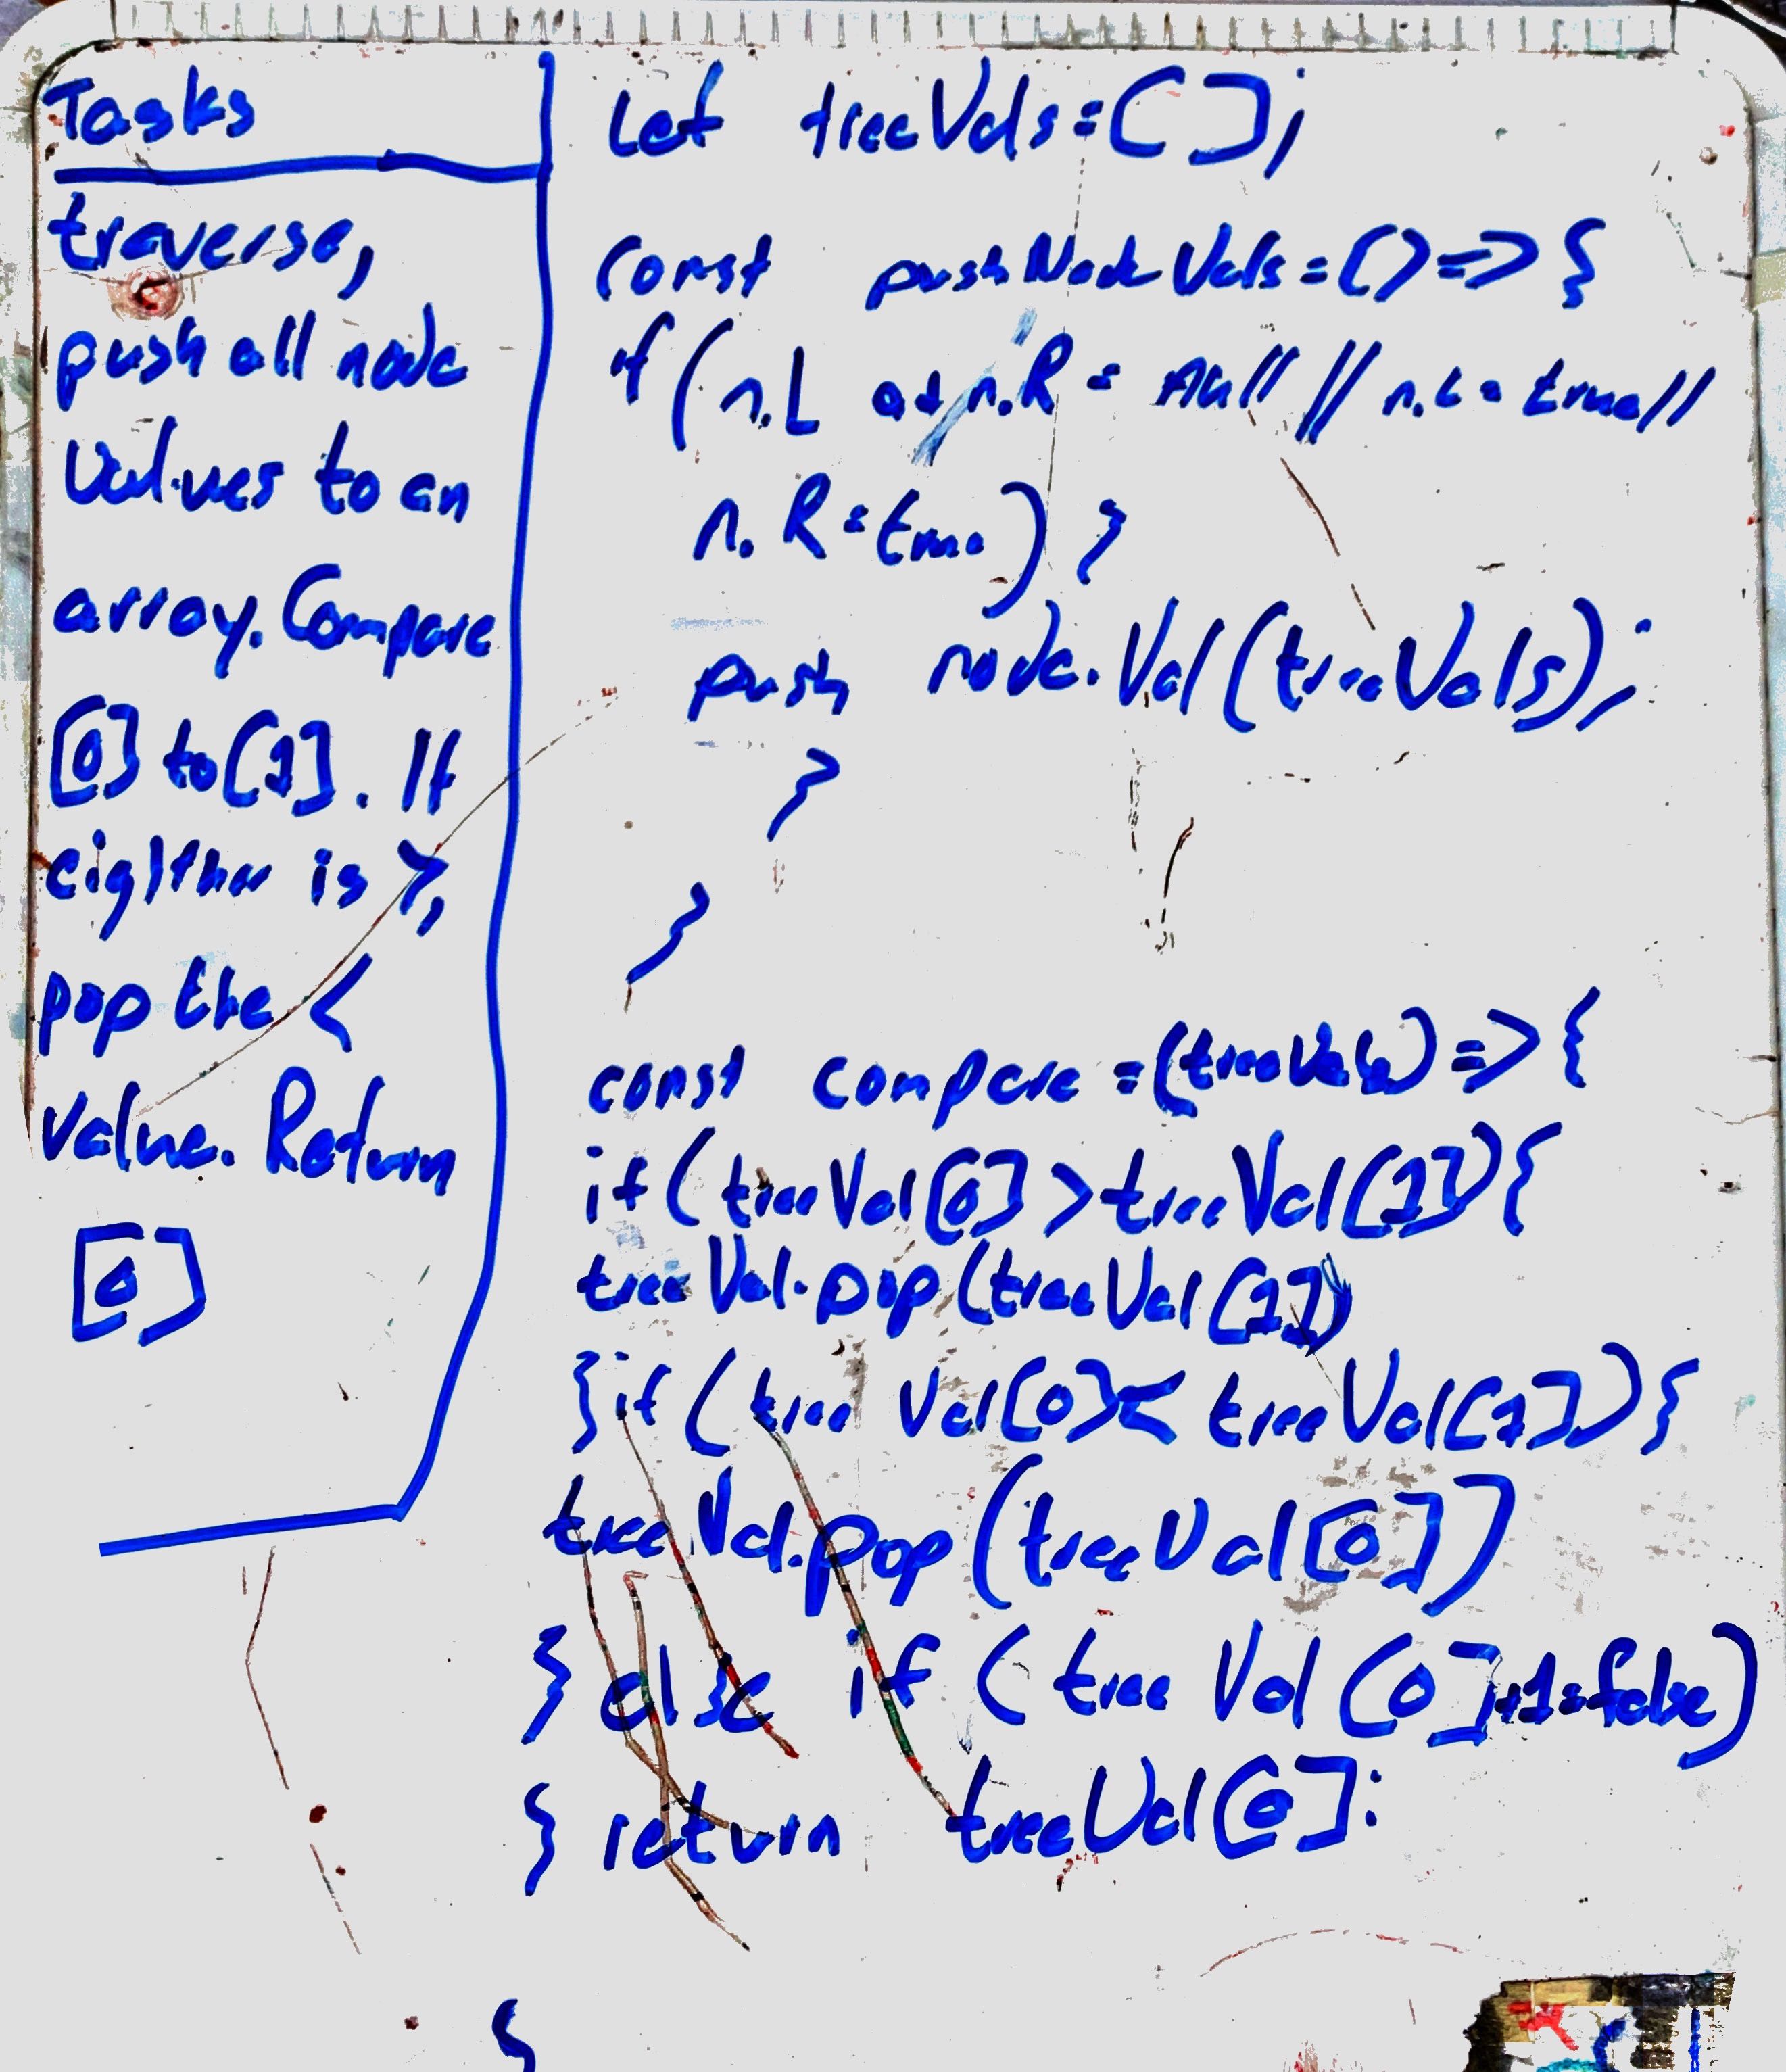 Tasks
traverse,
push all node
Values to an
array. Compare
[0] to [1]. If
eigther is >,
pop the <
value. Return
[0]
Let treeVals=[];
Const pushNodeVals=()=>{
if(n.L n.R = null || n.L = true ||
n.R = true) }
push node.Val(treeVals);
}
}
const compare=(treeVals)=>{
if(treeVal[0]>treeVal[1]){
treeVal.pop(treeVal[1])
}if(treeVal[0]<treeVal[1]){
treeVal.pop(treeVal[0])
}else if (treeVal[0]+1=false)
} return treeVal[0]:
}